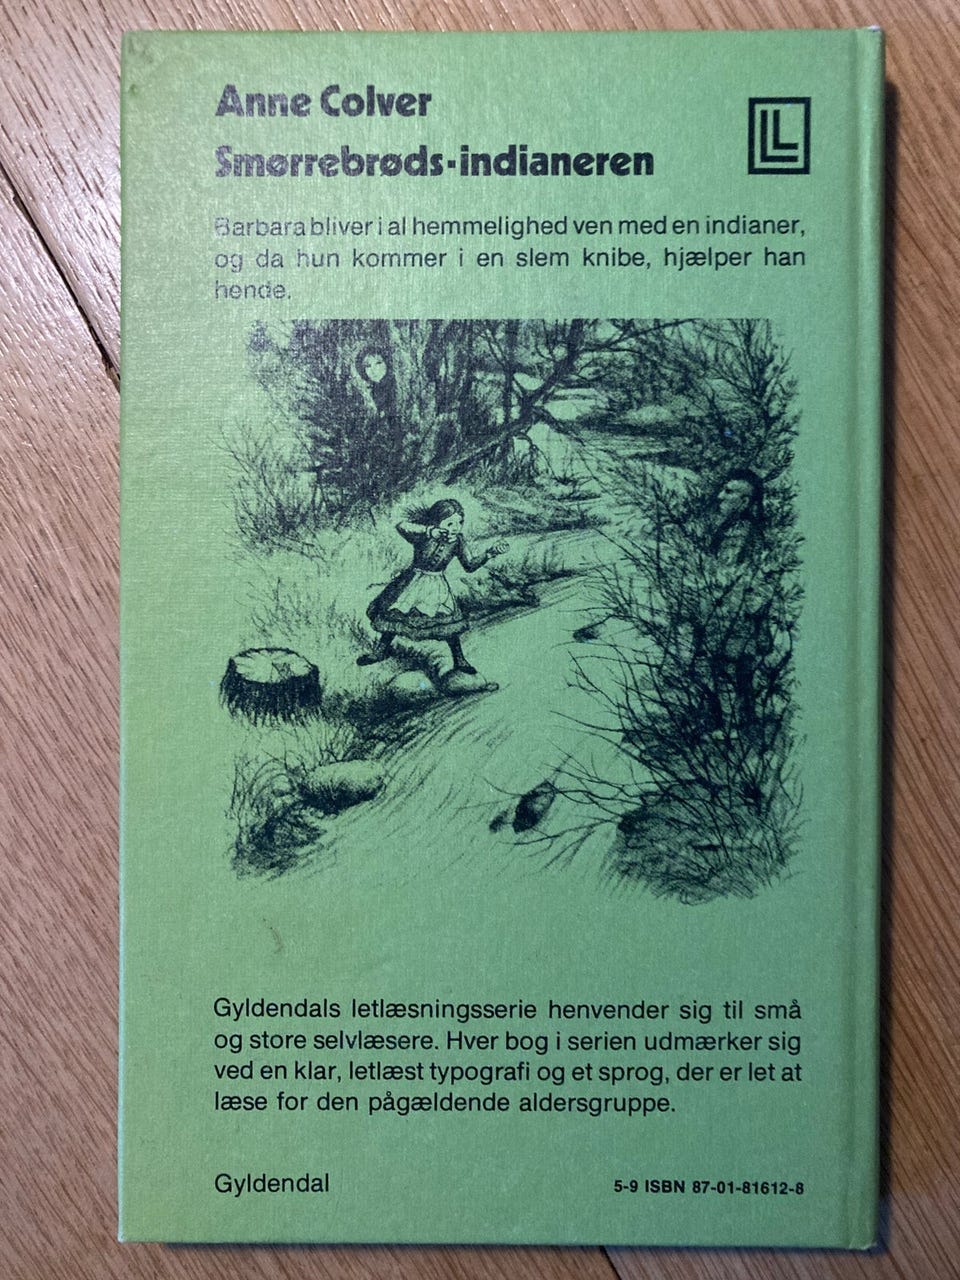 Anne Colver
Smørrebrøds-indianeren
LL
Barbara bliver i al hemmelighed ven med en indianer,
og da hun kommer i en slem knibe, hjælper han
hende.
Gyldendals letlæsningsserie henvender sig til små
og store selvlæsere. Hver bog i serien udmærker sig
ved en klar, letlæst typografi og et sprog, der er let at
læse for den pågældende aldersgruppe.
Gyldendal
5-9 ISBN 87-01-81612-8